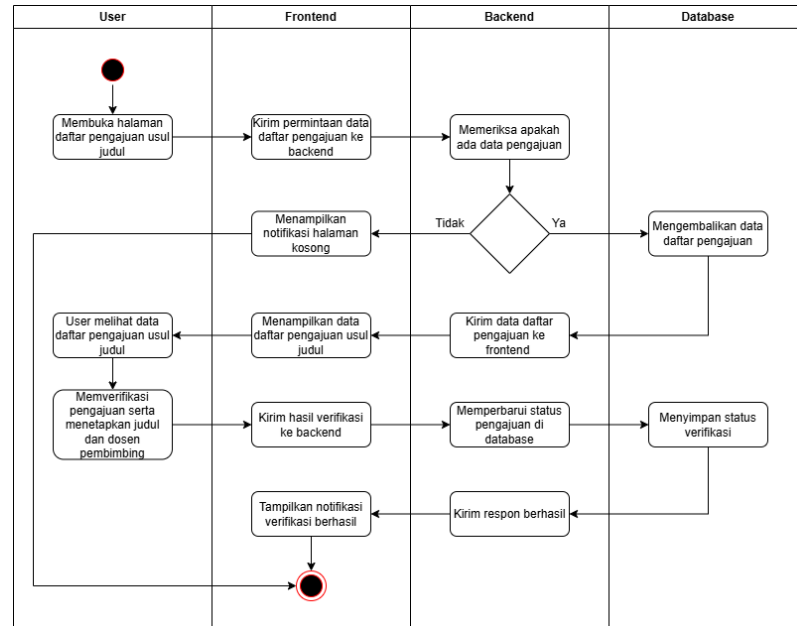 User
Frontend
Backend
Database
Membuka halaman
daftar pengajuan usul
judul
Kirim permintaan data
daftar pengajuan ke
backend
Memeriksa apakah
ada data pengajuan
Menampilkan
notifikasi halaman
kosong
Tidak
Ya
Mengembalikan data
daftar pengajuan
User melihat data
daftar pengajuan usul
judul
Menampilkan data
daftar pengajuan usul
judul
Kirim data daftar
pengajuan ke
frontend
Memverifikasi
pengajuan serta
menetapkan judul
dan dosen
pembimbing
Kirim hasil verifikasi
ke backend
Memperbarui status
pengajuan di
database
Menyimpan status
verifikasi
Tampilkan notifikasi
verifikasi berhasil
Kirim respon berhasil